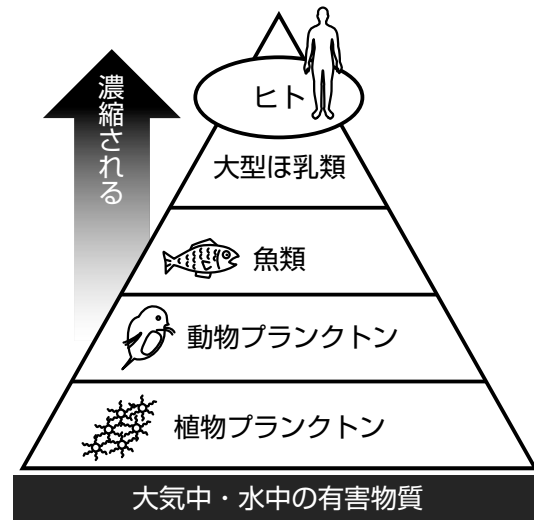 濃縮される
ヒト
大型ほ乳類
魚類
動物プランクトン
植物プランクトン
大気中・水中の有害物質